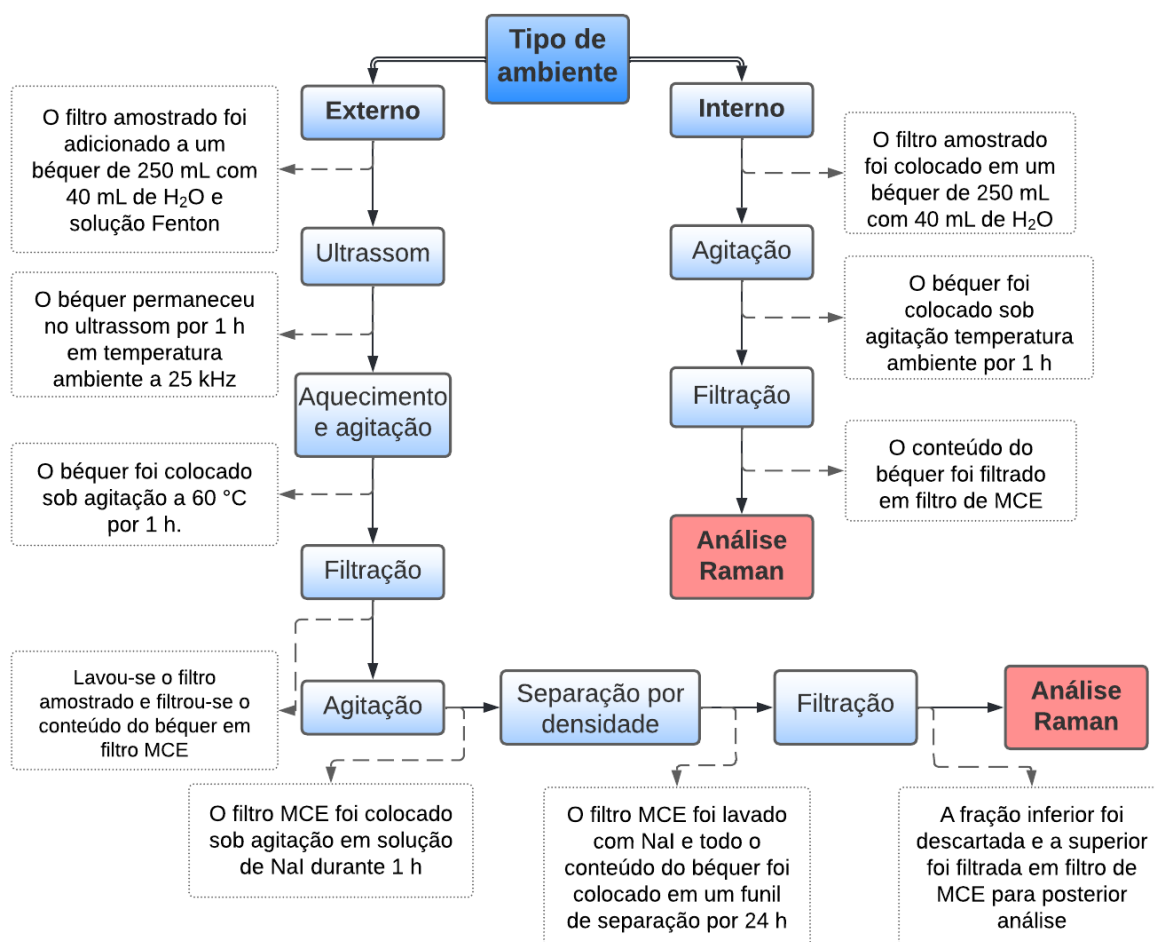 Tipo de
ambiente
Externo
O filtro amostrado foi
adicionado a um
béquer de 250 mL com
40 mL de H₂O e
solução Fenton
Ultrassom
O béquer permaneceu
no ultrassom por 1 h
em temperatura
ambiente a 25 kHz
Aquecimento
e agitação
O béquer foi colocado
sob agitação a 60 °C
por 1 h.
Filtração
Lavou-se o filtro
amostrado e filtrou-se o
conteúdo do béquer em
filtro MCE
Agitação
O filtro MCE foi colocado
sob agitação em solução
de NaI durante 1 h
Separação por
densidade
O filtro MCE foi lavado
com NaI e todo o
conteúdo do béquer foi
colocado em um funil
de separação por 24 h
Filtração
A fração inferior foi
descartada e a superior
foi filtrada em filtro de
MCE para posterior
análise
Análise
Raman
Interno
O filtro amostrado
foi colocado em um
béquer de 250 mL
com 40 mL de H₂O
Agitação
O béquer foi
colocado sob
agitação temperatura
ambiente por 1 h
Filtração
O conteúdo do
béquer foi filtrado
em filtro de MCE
Análise
Raman